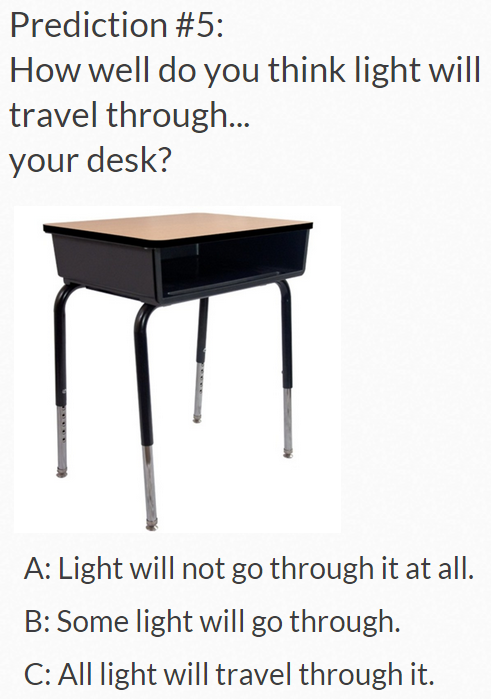 Prediction #5:
How well do you think light will
travel through...
your desk?
A: Light will not go through it at all.
B: Some light will go through.
C: All light will travel through it.